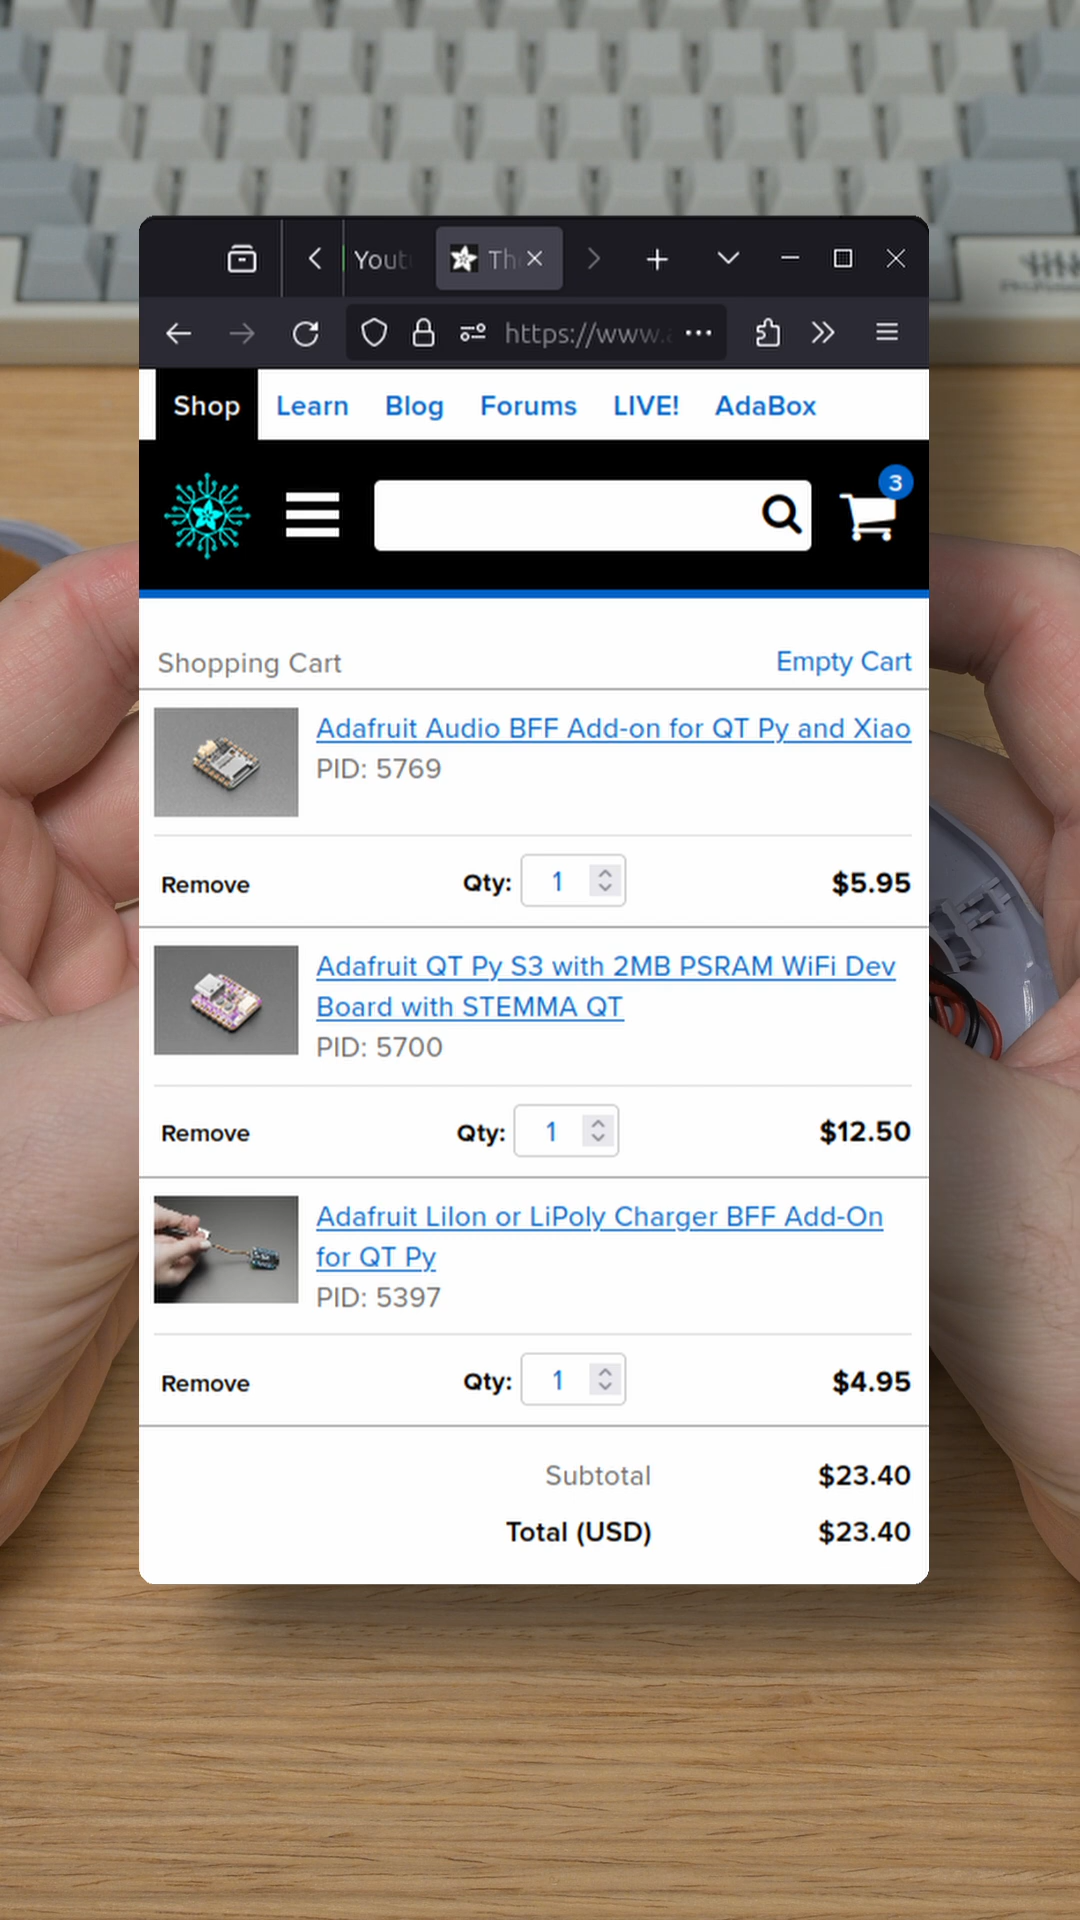 Yout
Th
https://www.
Shop Learn Blog Forums LIVE! AdaBox
3
Shopping Cart Empty Cart
Adafruit Audio BFF Add-on for QT Py and Xiao
PID: 5769
Remove Qty: 1 $5.95
Adafruit QT Py S3 with 2MB PSRAM WiFi Dev
Board with STEMMA QT
PID: 5700
Remove Qty: 1 $12.50
Adafruit LiIon or LiPoly Charger BFF Add-On
for QT Py
PID: 5397
Remove Qty: 1 $4.95
Subtotal $23.40
Total (USD) $23.40